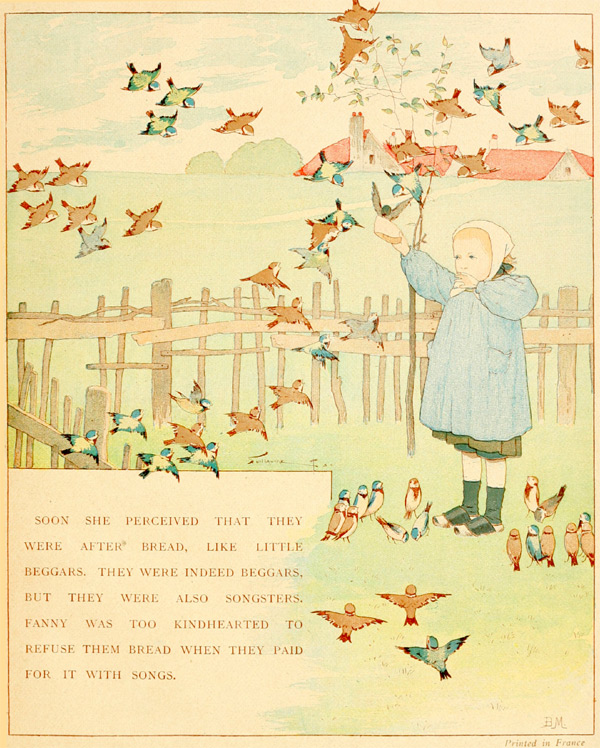 SOON SHE PERCEIVED THAT THEY
WERE AFTER BREAD, LIKE LITTLE
BEGGARS. THEY WERE INDEED BEGGARS,
BUT THEY WERE ALSO SONGSTERS.
FANNY WAS TOO KINDHEARTED TO
REFUSE THEM BREAD WHEN THEY PAID
FOR IT WITH SONGS.
B.M.
Printed in France